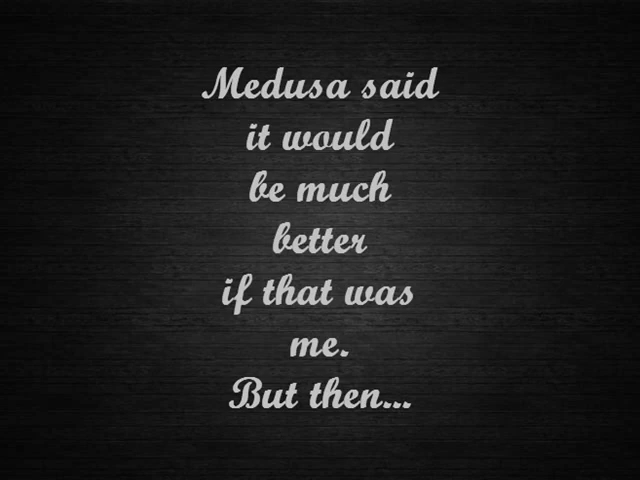 Medusa said
it would
be much
better
if that was
me.
But then...